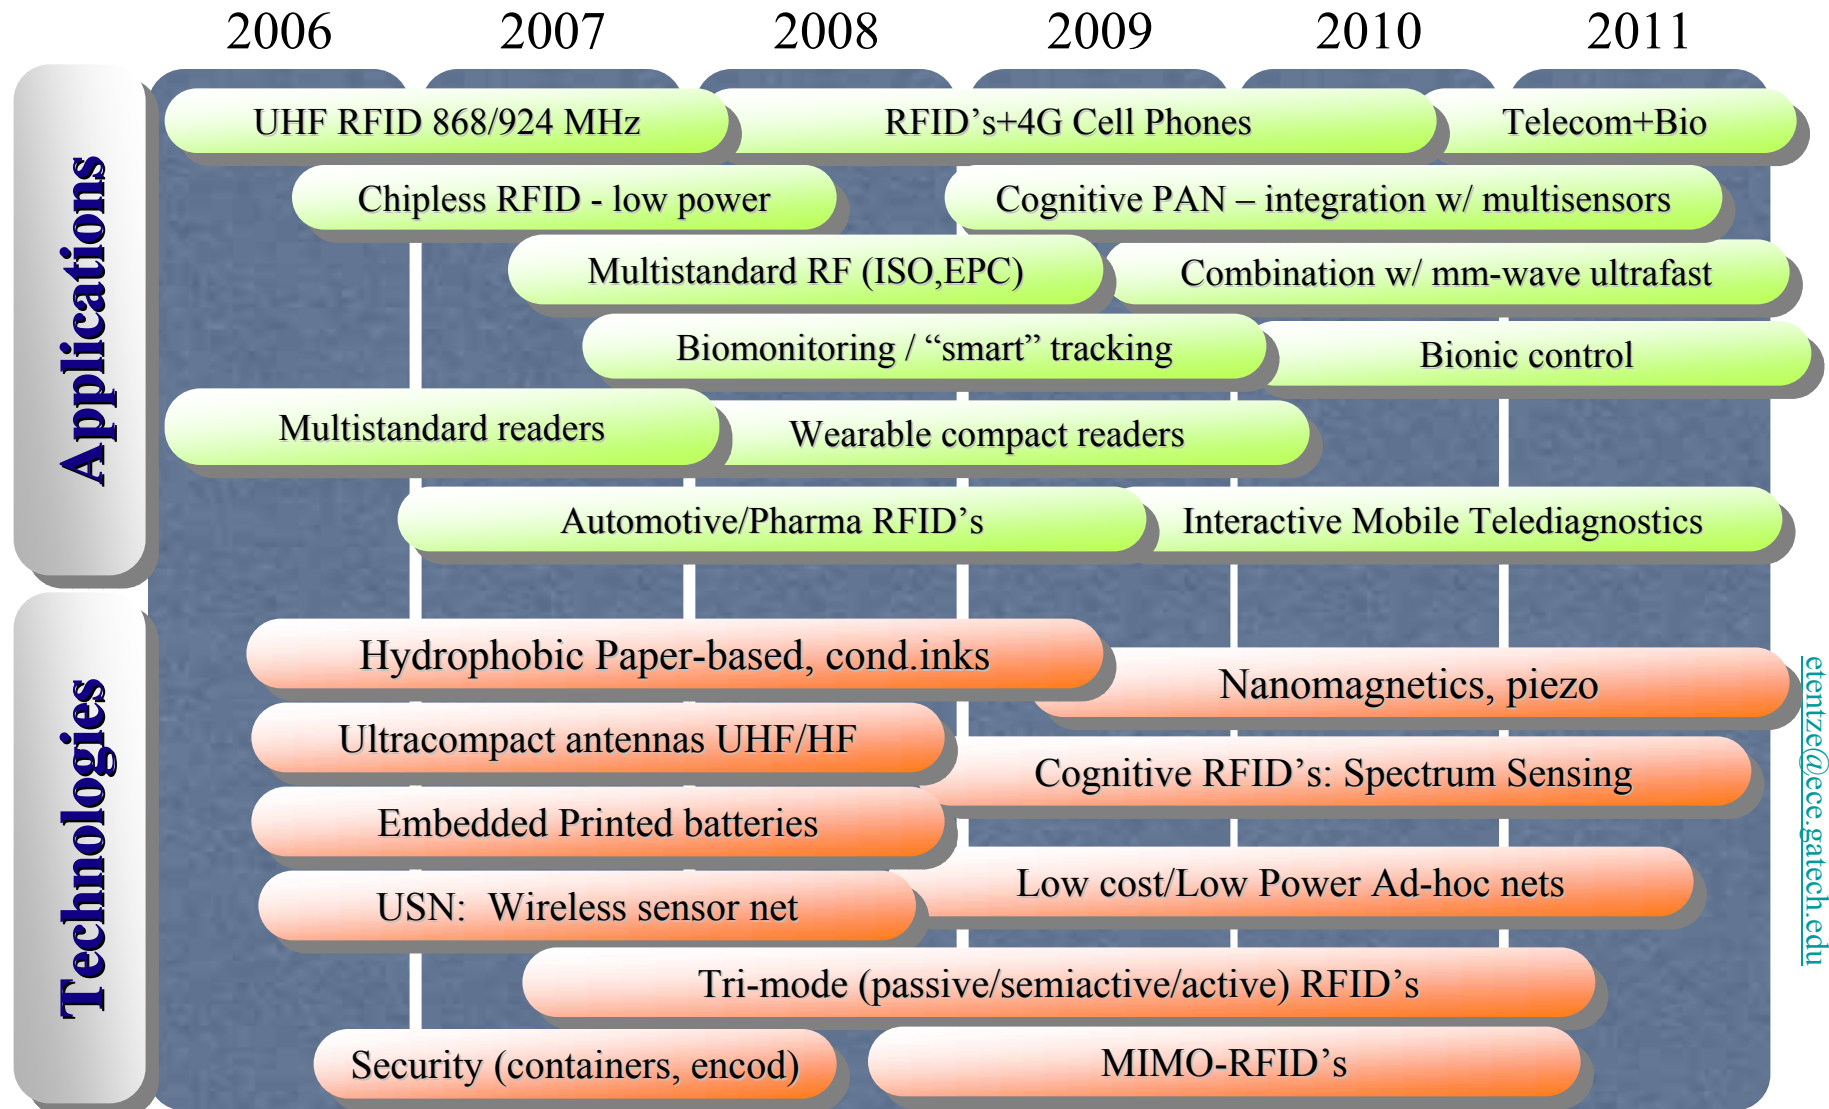 2006 2007 2008 2009 2010 2011
Applications
UHF RFID 868/924 MHz
RFID’s+4G Cell Phones
Telecom+Bio
Chipless RFID - low power
Cognitive PAN – integration w/ multisensors
Multistandard RF (ISO,EPC)
Combination w/ mm-wave ultrafast
Biomonitoring / “smart” tracking
Bionic control
Multistandard readers
Wearable compact readers
Automotive/Pharma RFID’s
Interactive Mobile Telediagnostics
Technologies
Hydrophobic Paper-based, cond.inks
Nanomagnetics, piezo
Ultracompact antennas UHF/HF
Cognitive RFID’s: Spectrum Sensing
Embedded Printed batteries
Low cost/Low Power Ad-hoc nets
USN: Wireless sensor net
Tri-mode (passive/semiactive/active) RFID’s
Security (containers, encod)
MIMO-RFID’s
etentze@ece.gatech.edu